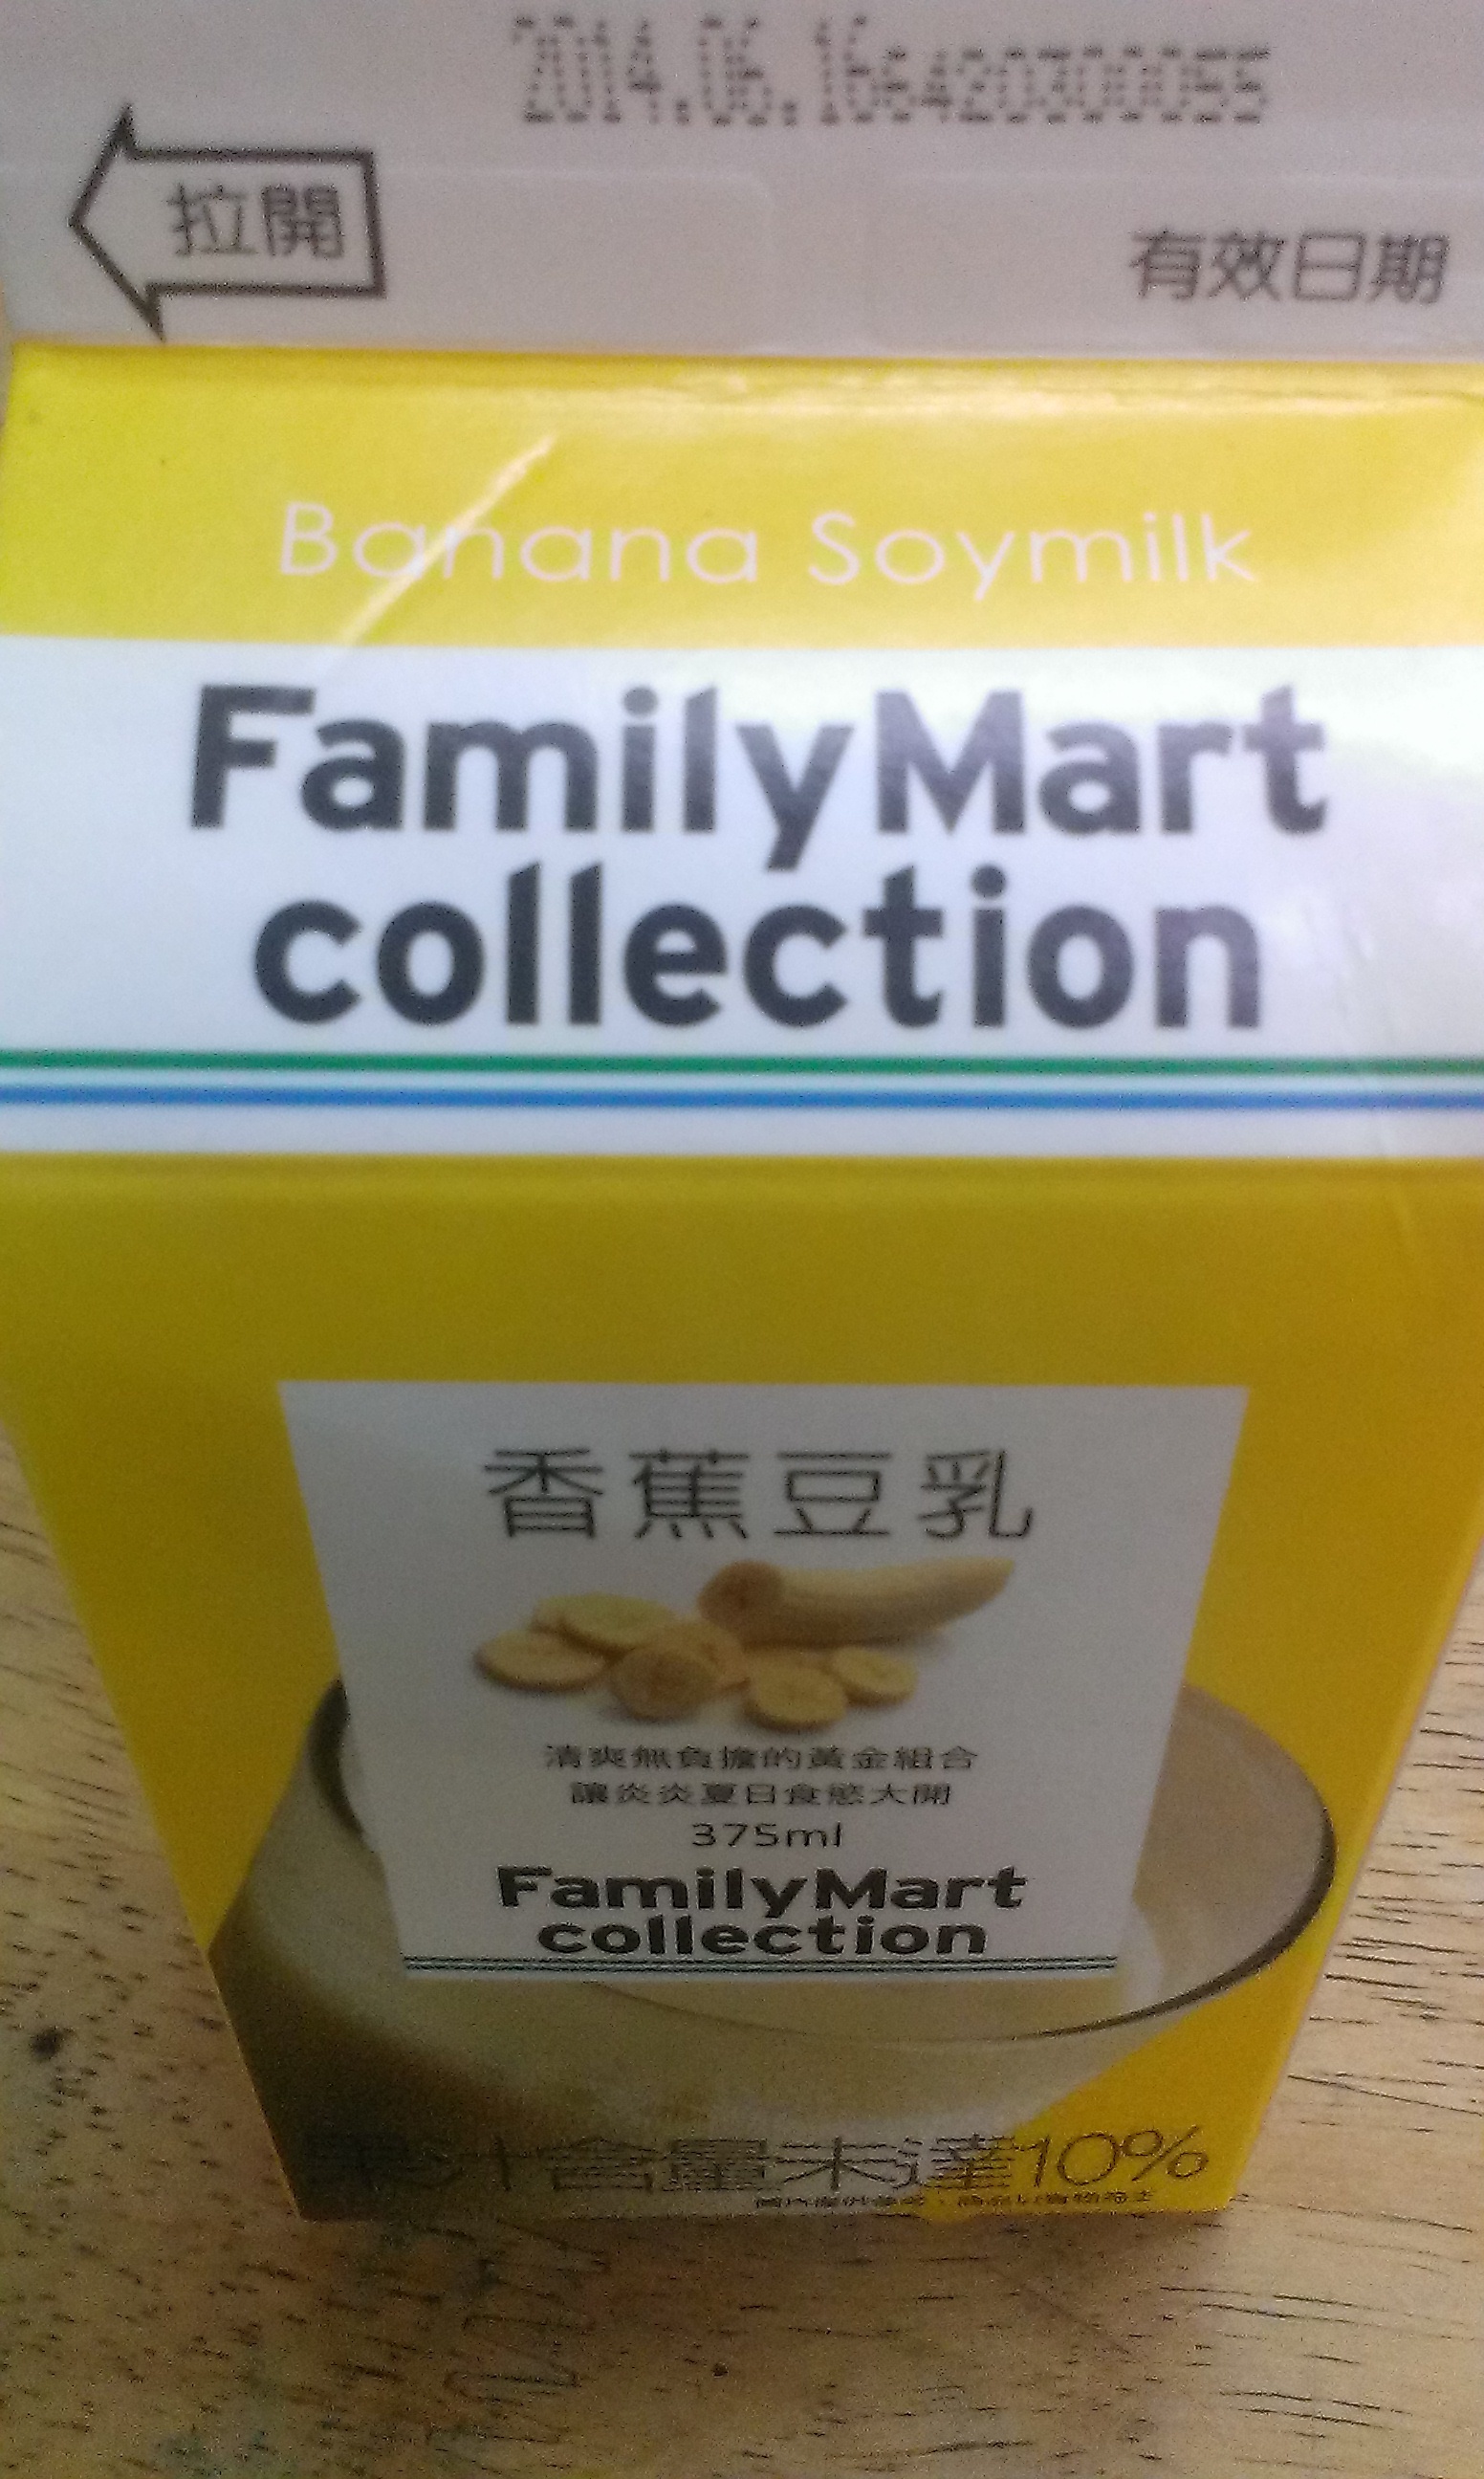 2014.06.166420300055
拉開
有效日期
Banana Soymilk
FamilyMart
collection
香蕉豆乳
清爽無負擔的黃金組合
讓炎炎夏日食慾大開
375ml
FamilyMart
collection
果汁含量未達10%